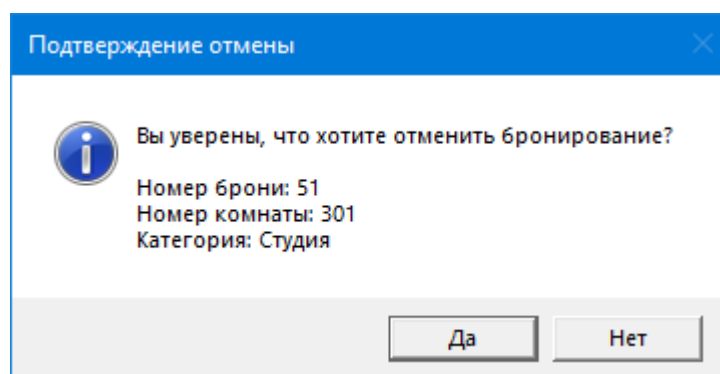 Подтверждение отмены
Вы уверены, что хотите отменить бронирование?
Номер брони: 51
Номер комнаты: 301
Категория: Студия
Да
Нет